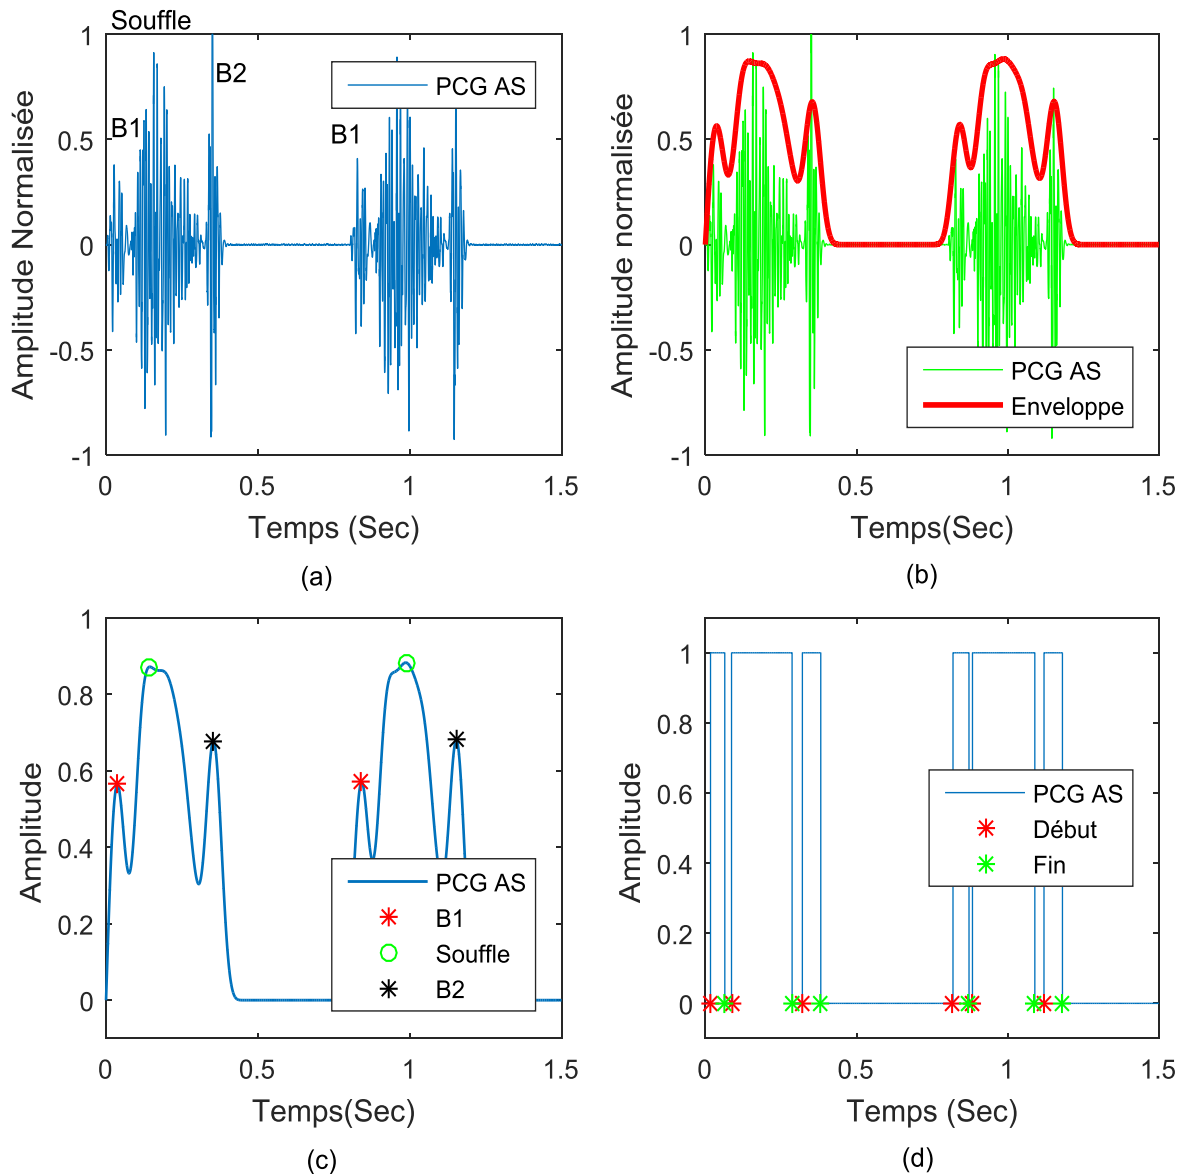 Souffle
B1
B2
B1
PCG AS
Amplitude Normalisée
1
0.5
0
-0.5
-1
0 0.5 1 1.5
Temps (Sec)
(a)
Amplitude normalisée
1
0.5
0
-0.5
-1
PCG AS
Enveloppe
0 0.5 1 1.5
Temps(Sec)
(b)
Amplitude
1
0.8
0.6
0.4
0.2
0
PCG AS
B1
Souffle
B2
0 0.5 1 1.5
Temps(Sec)
(c)
Amplitude
1
0.8
0.6
0.4
0.2
0
PCG AS
Début
Fin
0 0.5 1 1.5
Temps (Sec)
(d)